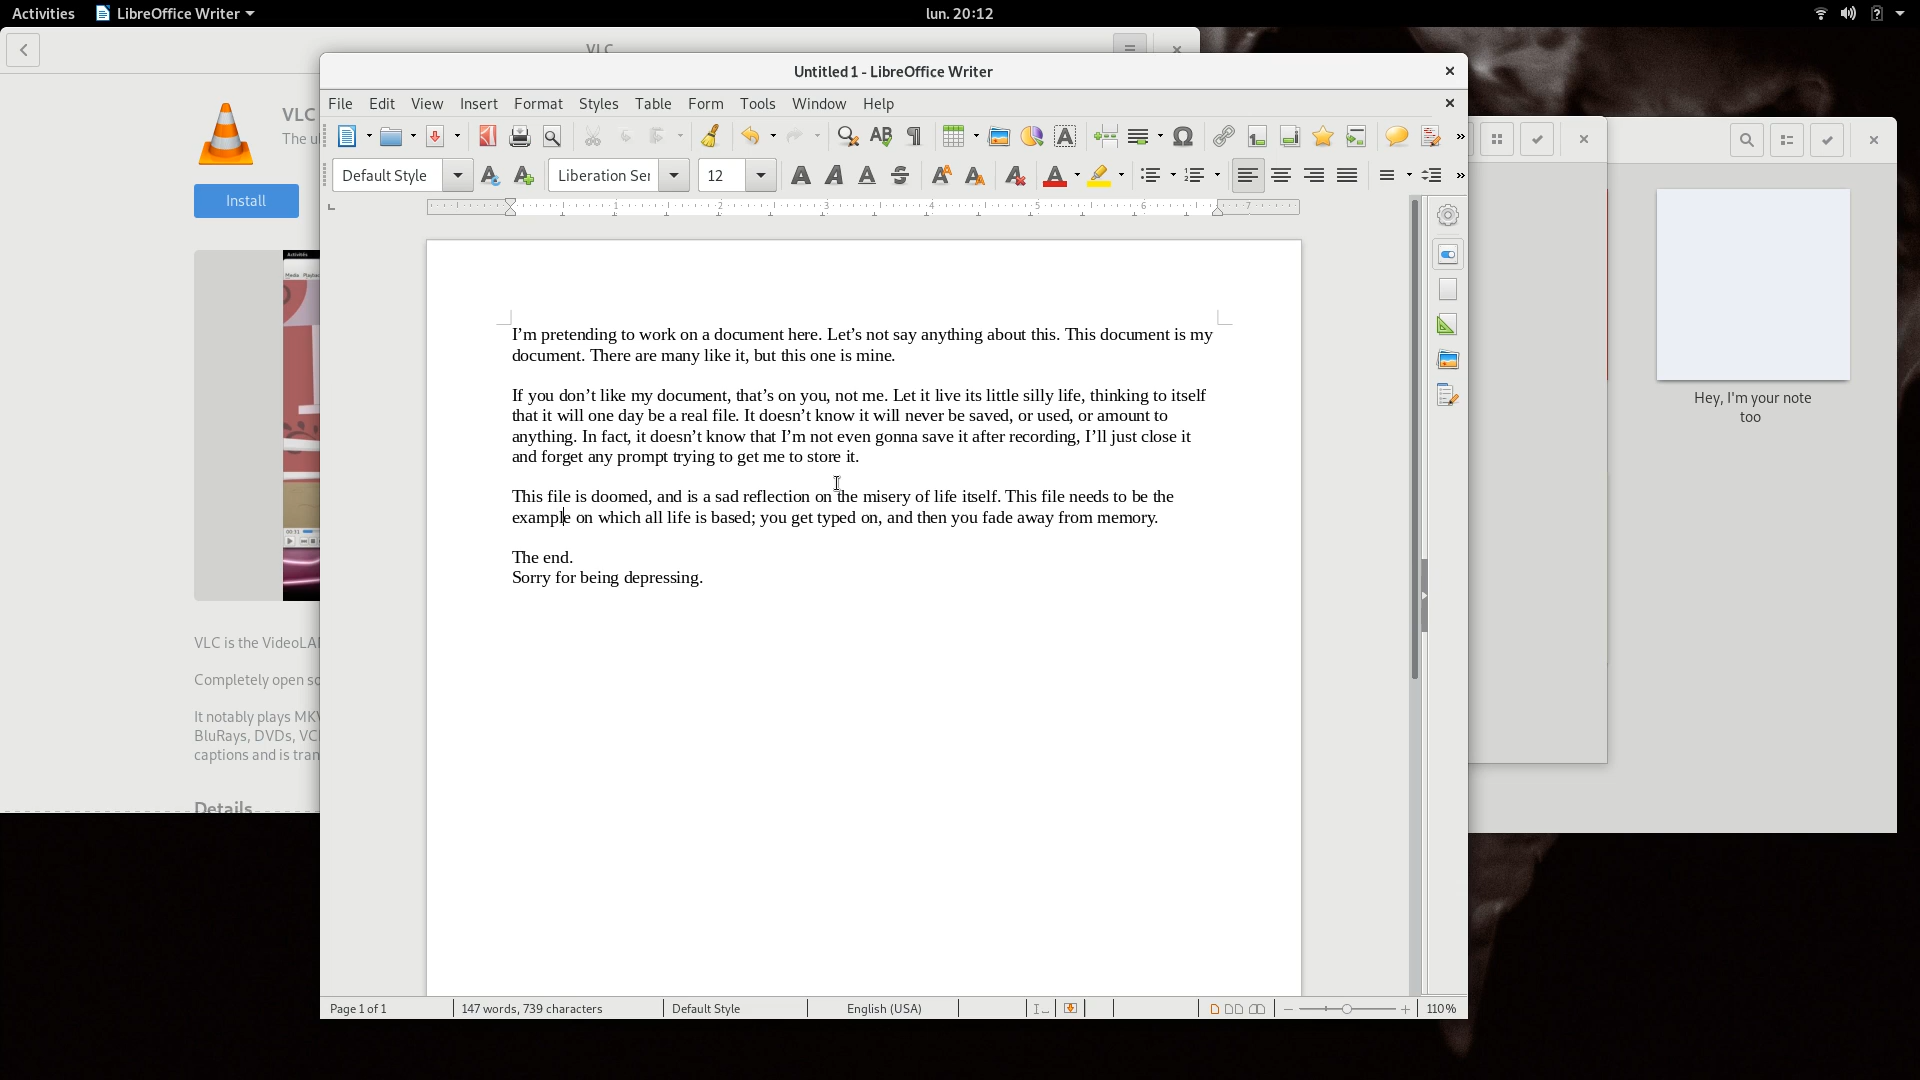 Activities
LibreOffice Writer
lun. 20:12
VLC
Untitled 1 - LibreOffice Writer
File Edit View Insert Format Styles Table Form Tools Window Help
Default Style
Liberation Ser
12
1 2 3 4 5 6 7
VLC
Install
I’m pretending to work on a document here. Let’s not say anything about this. This document is my
document. There are many like it, but this one is mine.
If you don’t like my document, that’s on you, not me. Let it live its little silly life, thinking to itself
that it will one day be a real file. It doesn’t know it will never be saved, or used, or amount to
anything. In fact, it doesn’t know that I’m not even gonna save it after recording, I’ll just close it
and forget any prompt trying to get me to store it.
This file is doomed, and is a sad reflection on the misery of life itself. This file needs to be the
example on which all life is based; you get typed on, and then you fade away from memory.
The end.
Sorry for being depressing.
Hey, I'm your note
too
VLC is the
Completely open
It notably plays
BluRays, DVDs,
captions and is
Details
Page 1 of 1
147 words, 739 characters
Default Style
English (USA)
110%